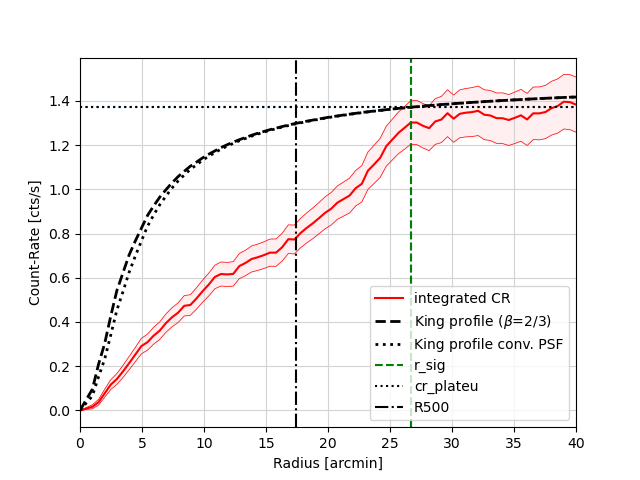 1.4
1.2
1.0
0.8
0.6
0.4
0.2
0.0
Count-Rate [cts/s]
integrated CR
King profile (β=2/3)
King profile conv. PSF
r_sig
cr_plateu
R500
0 5 10 15 20 25 30 35 40
Radius [arcmin]